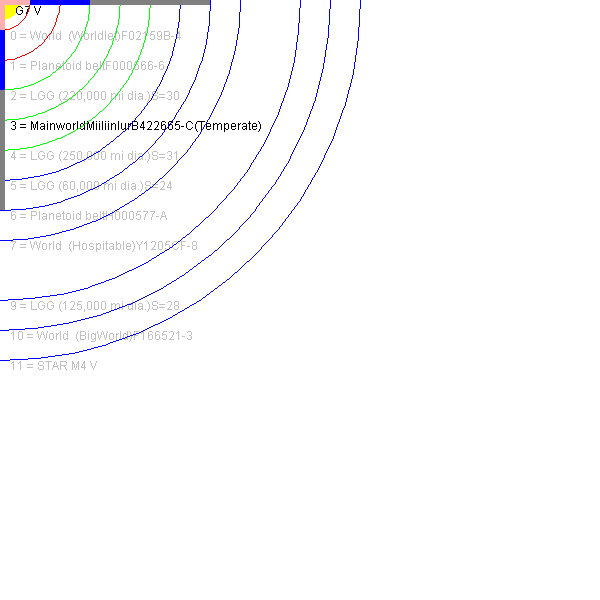 G7 V
0 = World (Worldlet)F02159B-4
1 = Planetoid beltF000566-6
2 = LGG (220,000 mi dia.)S=30
3 = MainworldMiiliinlurB422665-C(Temperate)
4 = LGG (250,000 mi dia.)S=31
5 = LGG (60,000 mi dia.)S=24
6 = Planetoid beltH000577-A
7 = World (Hospitable)Y1205CF-8
9 = LGG (125,000 mi dia.)S=28
10 = World (BigWorld)F166521-3
11 = STAR M4 V